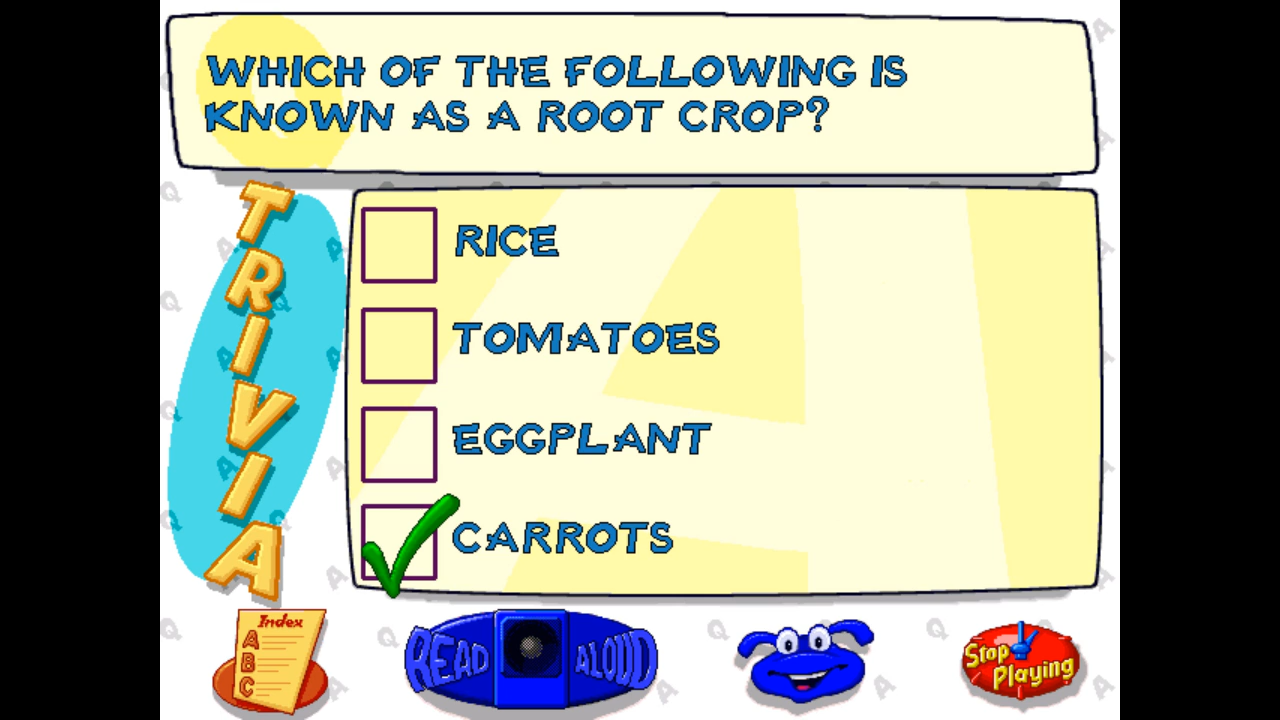 WHICH OF THE FOLLOWING IS
KNOWN AS A ROOT CROP?
TRIVIA
RICE
TOMATOES
EGGPLANT
CARROTS
Index
A
B
C
READ ALOUD
Stop
Playing